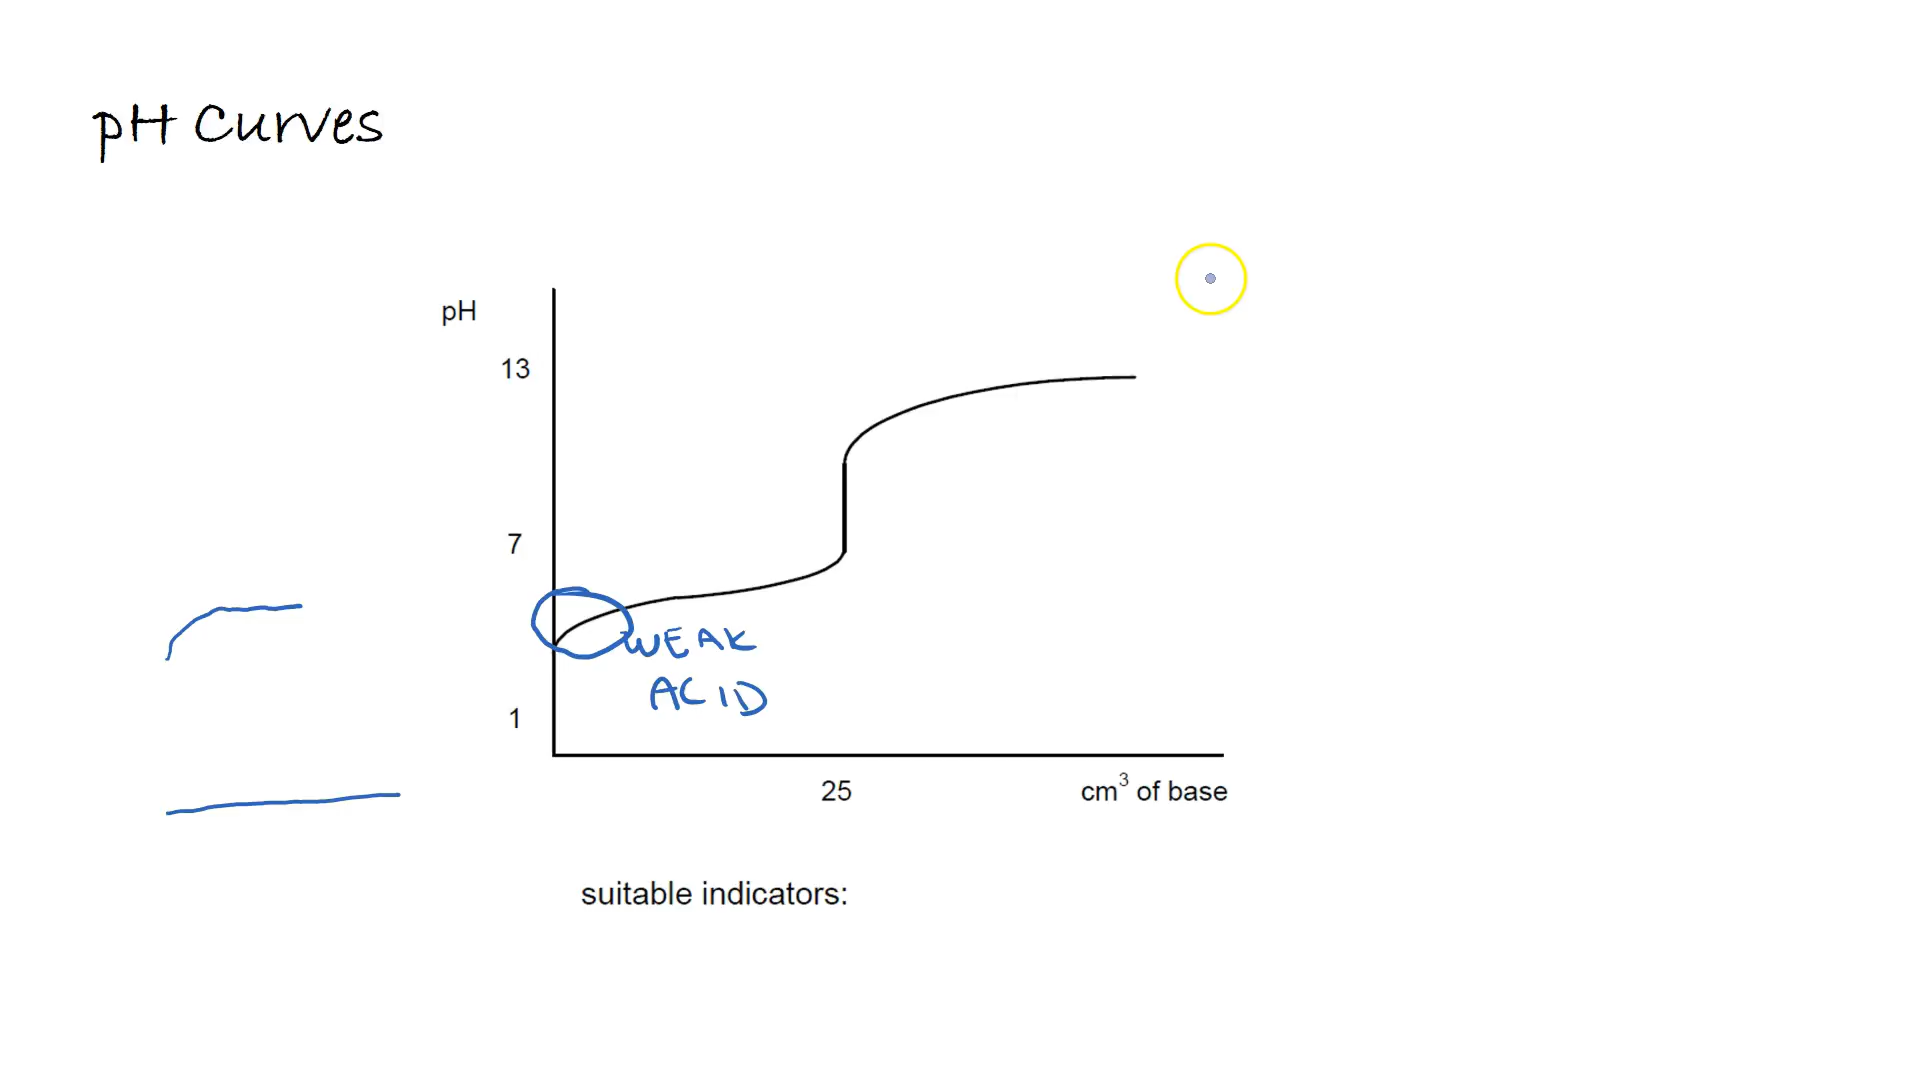 pH Curves
pH
13
7
WEAK
ACID
1
25
cm³ of base
suitable indicators: